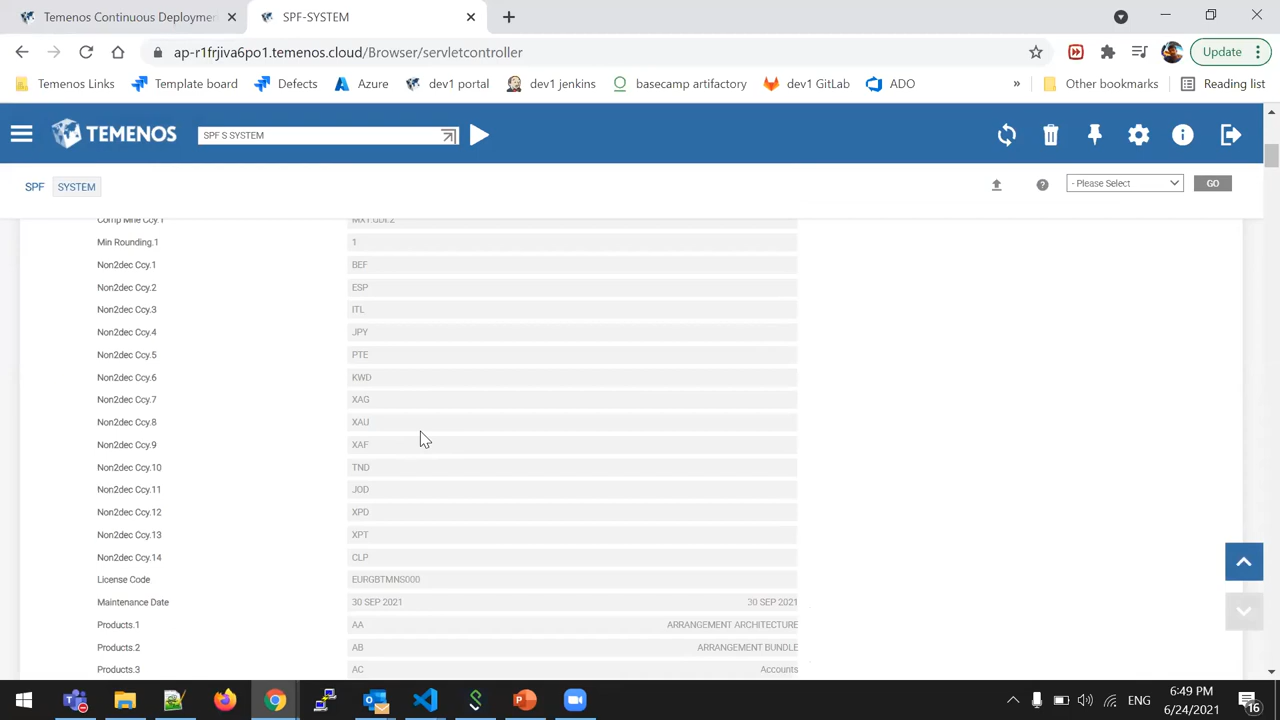 Temenos Continuous Deploymen
SPF-SYSTEM
ap-r1frjiva6po1.temenos.cloud/Browser/servletcontroller
Update
Temenos Links
Template board
Defects
Azure
dev1 portal
dev1 jenkins
basecamp artifactory
dev1 GitLab
ADO
»
Other bookmarks
Reading list
TEMENOS
SPF S SYSTEM
SPF SYSTEM
- Please Select
GO
Comp Mne Ccy.1
Min Rounding.1 1
Non2dec Ccy.1 BEF
Non2dec Ccy.2 ESP
Non2dec Ccy.3 ITL
Non2dec Ccy.4 JPY
Non2dec Ccy.5 PTE
Non2dec Ccy.6 KWD
Non2dec Ccy.7 XAG
Non2dec Ccy.8 XAU
Non2dec Ccy.9 XAF
Non2dec Ccy.10 TND
Non2dec Ccy.11 JOD
Non2dec Ccy.12 XPD
Non2dec Ccy.13 XPT
Non2dec Ccy.14 CLP
License Code EURGBTMNS000
Maintenance Date 30 SEP 2021 30 SEP 2021
Products.1 AA ARRANGEMENT ARCHITECTURE
Products.2 AB ARRANGEMENT BUNDLE
Products.3 AC Accounts
ENG
6:49 PM
6/24/2021
16